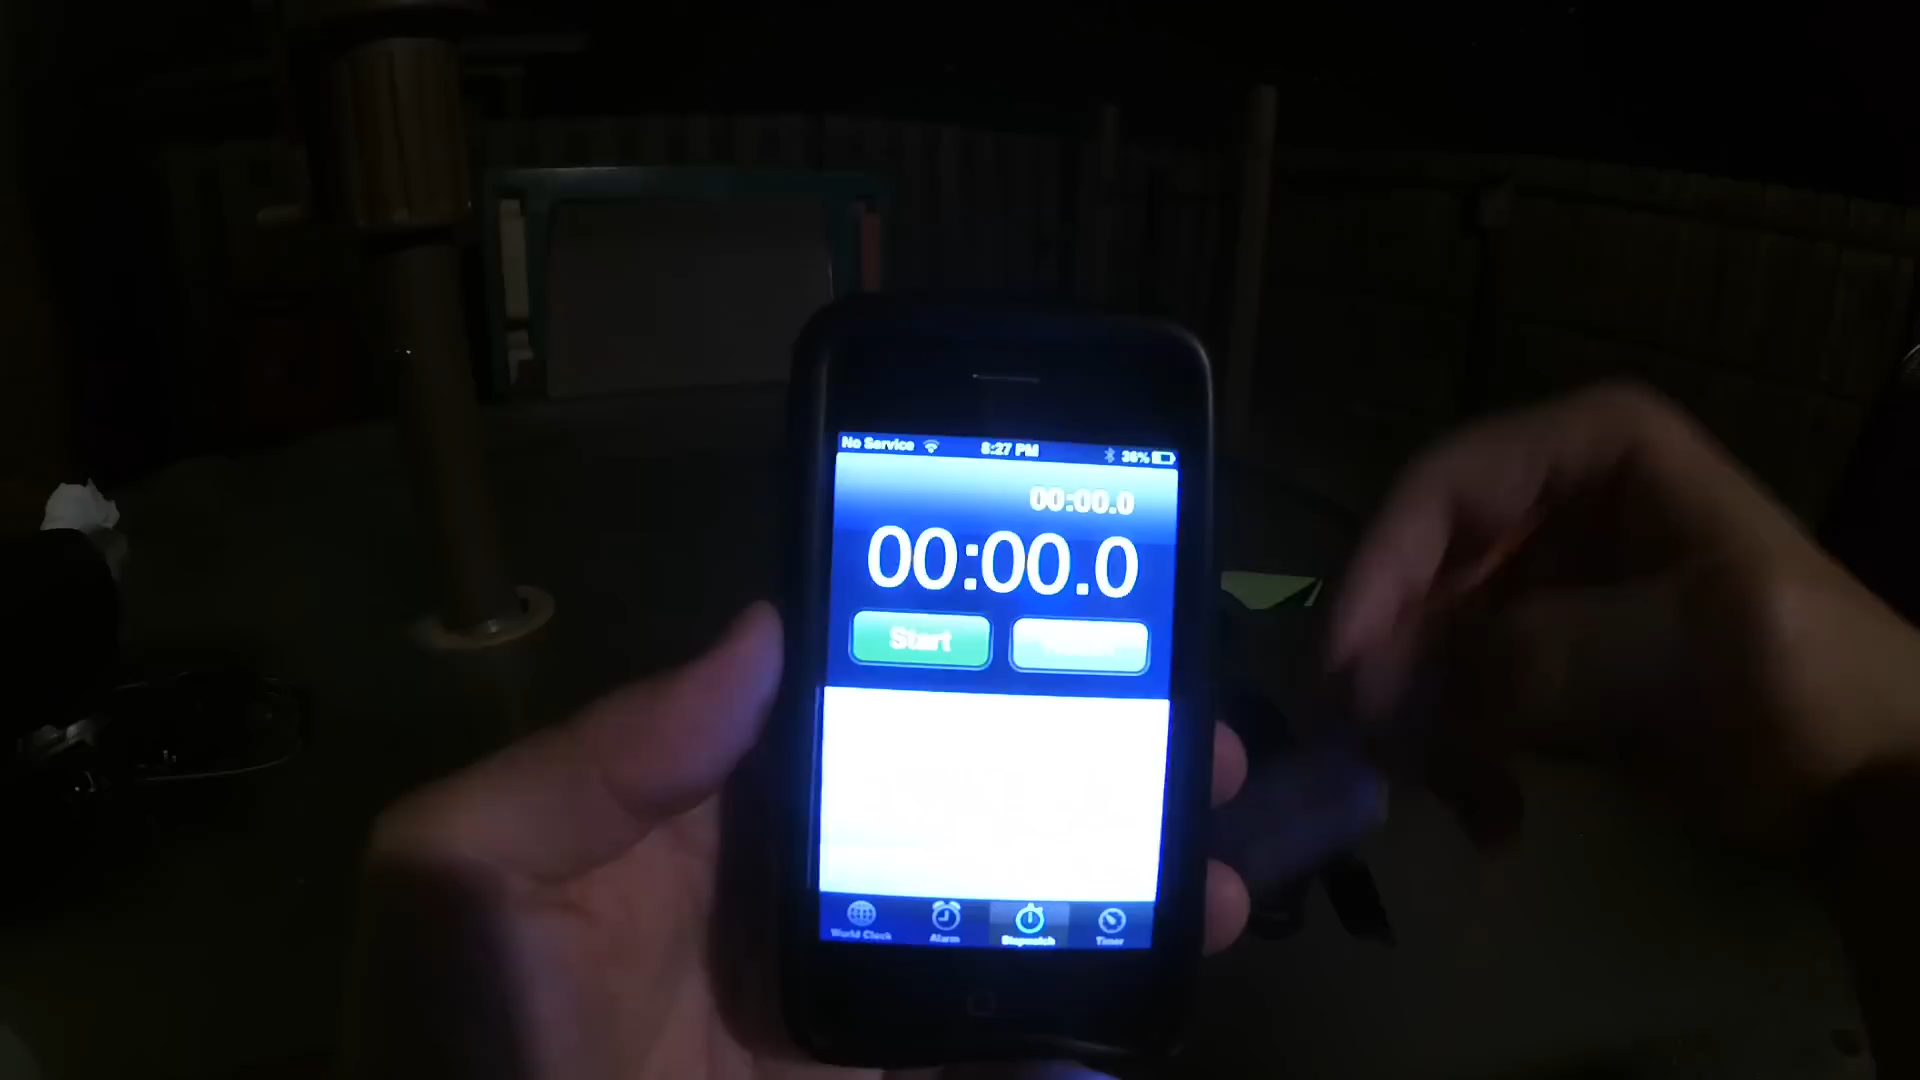 No Service 8:27 PM 36%
00:00.0
00:00.0
Start
World Clock Alarm Stopwatch Timer